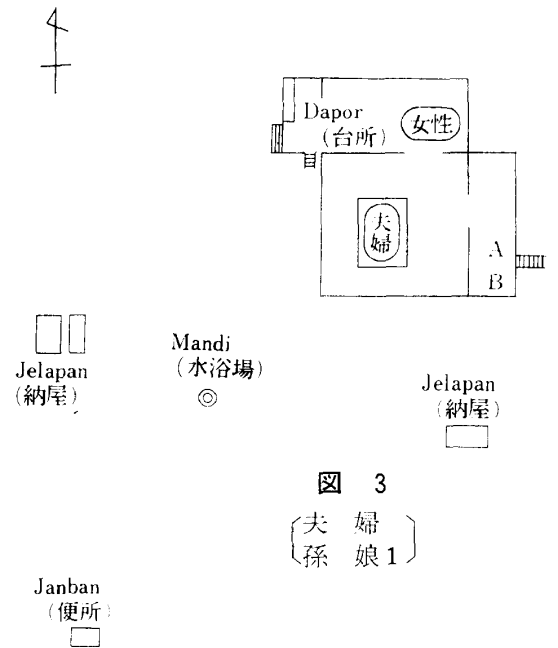 Dapor
(台所)
女性
夫
婦
A
B
Jelapan
(納屋)
Mandi
(水浴場)
Jelapan
(納屋)
図 3
夫 婦
孫 娘1
Janban
(便所)